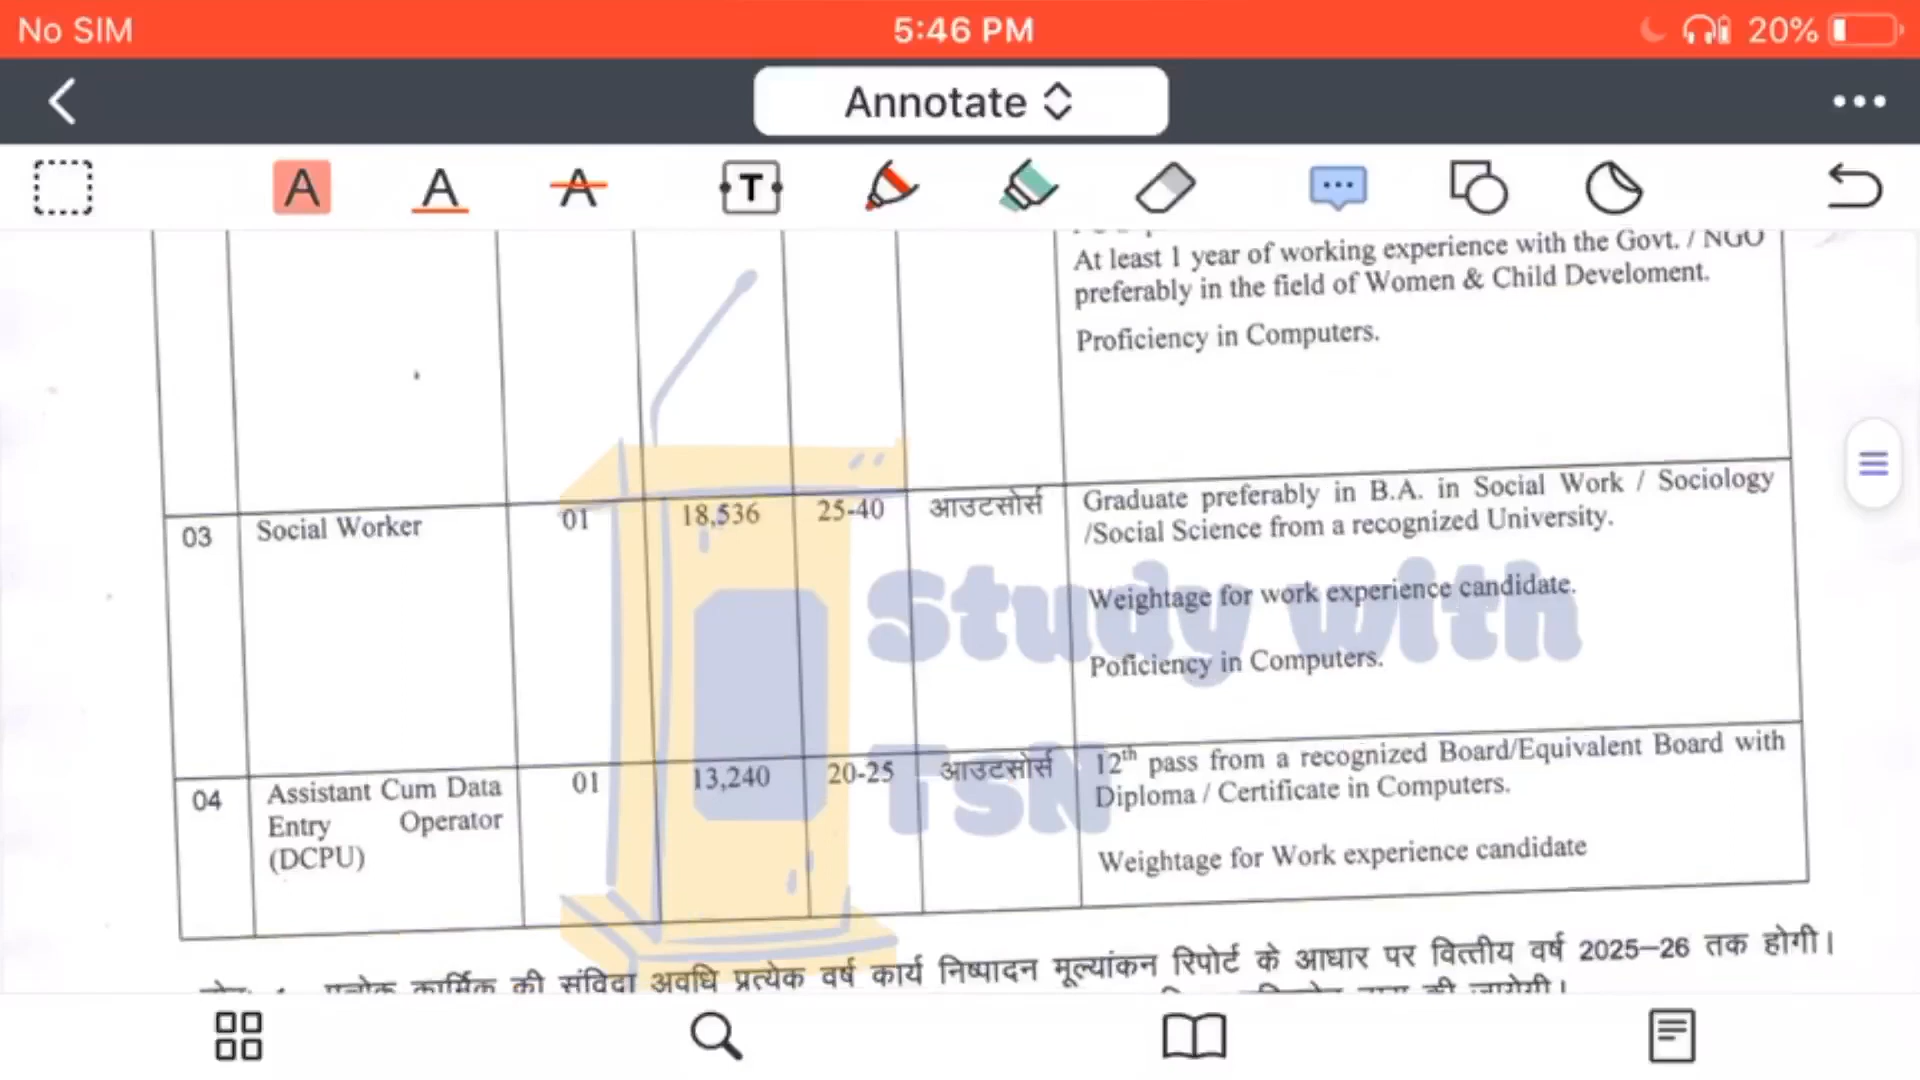 No SIM
5:46 PM
20%
Annotate
A
A
A
T
At least 1 year of working experience with the Govt. / NGO
preferably in the field of Women & Child Develoment.
Proficiency in Computers.
03
Social Worker
01
18,536
25-40
आउटसोर्स
Graduate preferably in B.A. in Social Work / Sociology
/Social Science from a recognized University.
Weightage for work experience candidate.
Poficiency in Computers.
Study with
TSN
04
Assistant Cum Data
Entry Operator
(DCPU)
01
13,240
20-25
आउटसोर्स
12th pass from a recognized Board/Equivalent Board with
Diploma / Certificate in Computers.
Weightage for Work experience candidate
कार्मिक की संविदा अवधि प्रत्येक वर्ष कार्य निष्पादन मूल्यांकन रिपोर्ट के आधार पर वित्तीय वर्ष 2025–26 तक होगी।